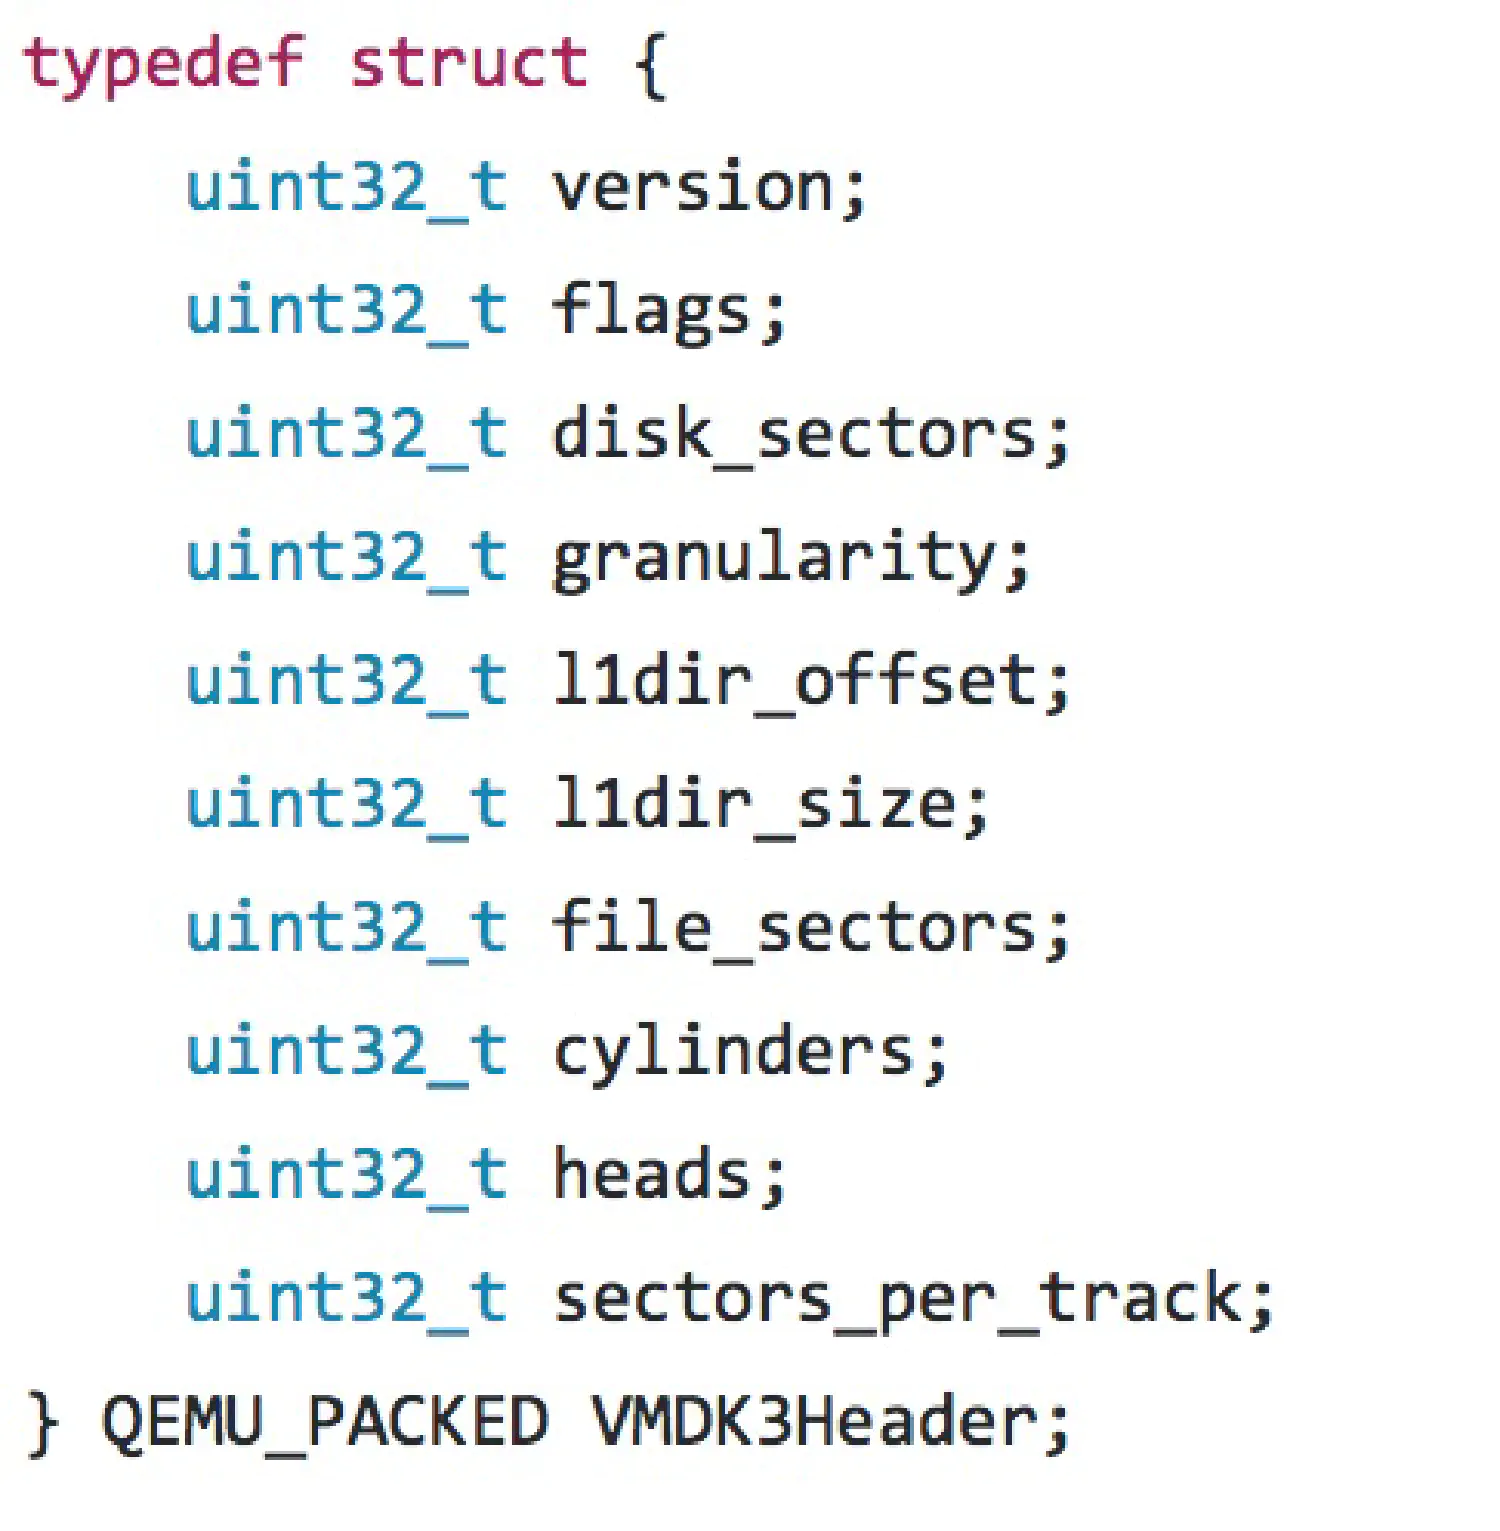 typedef struct {
    uint32_t version;
    uint32_t flags;
    uint32_t disk_sectors;
    uint32_t granularity;
    uint32_t l1dir_offset;
    uint32_t l1dir_size;
    uint32_t file_sectors;
    uint32_t cylinders;
    uint32_t heads;
    uint32_t sectors_per_track;
} QEMU_PACKED VMDK3Header;